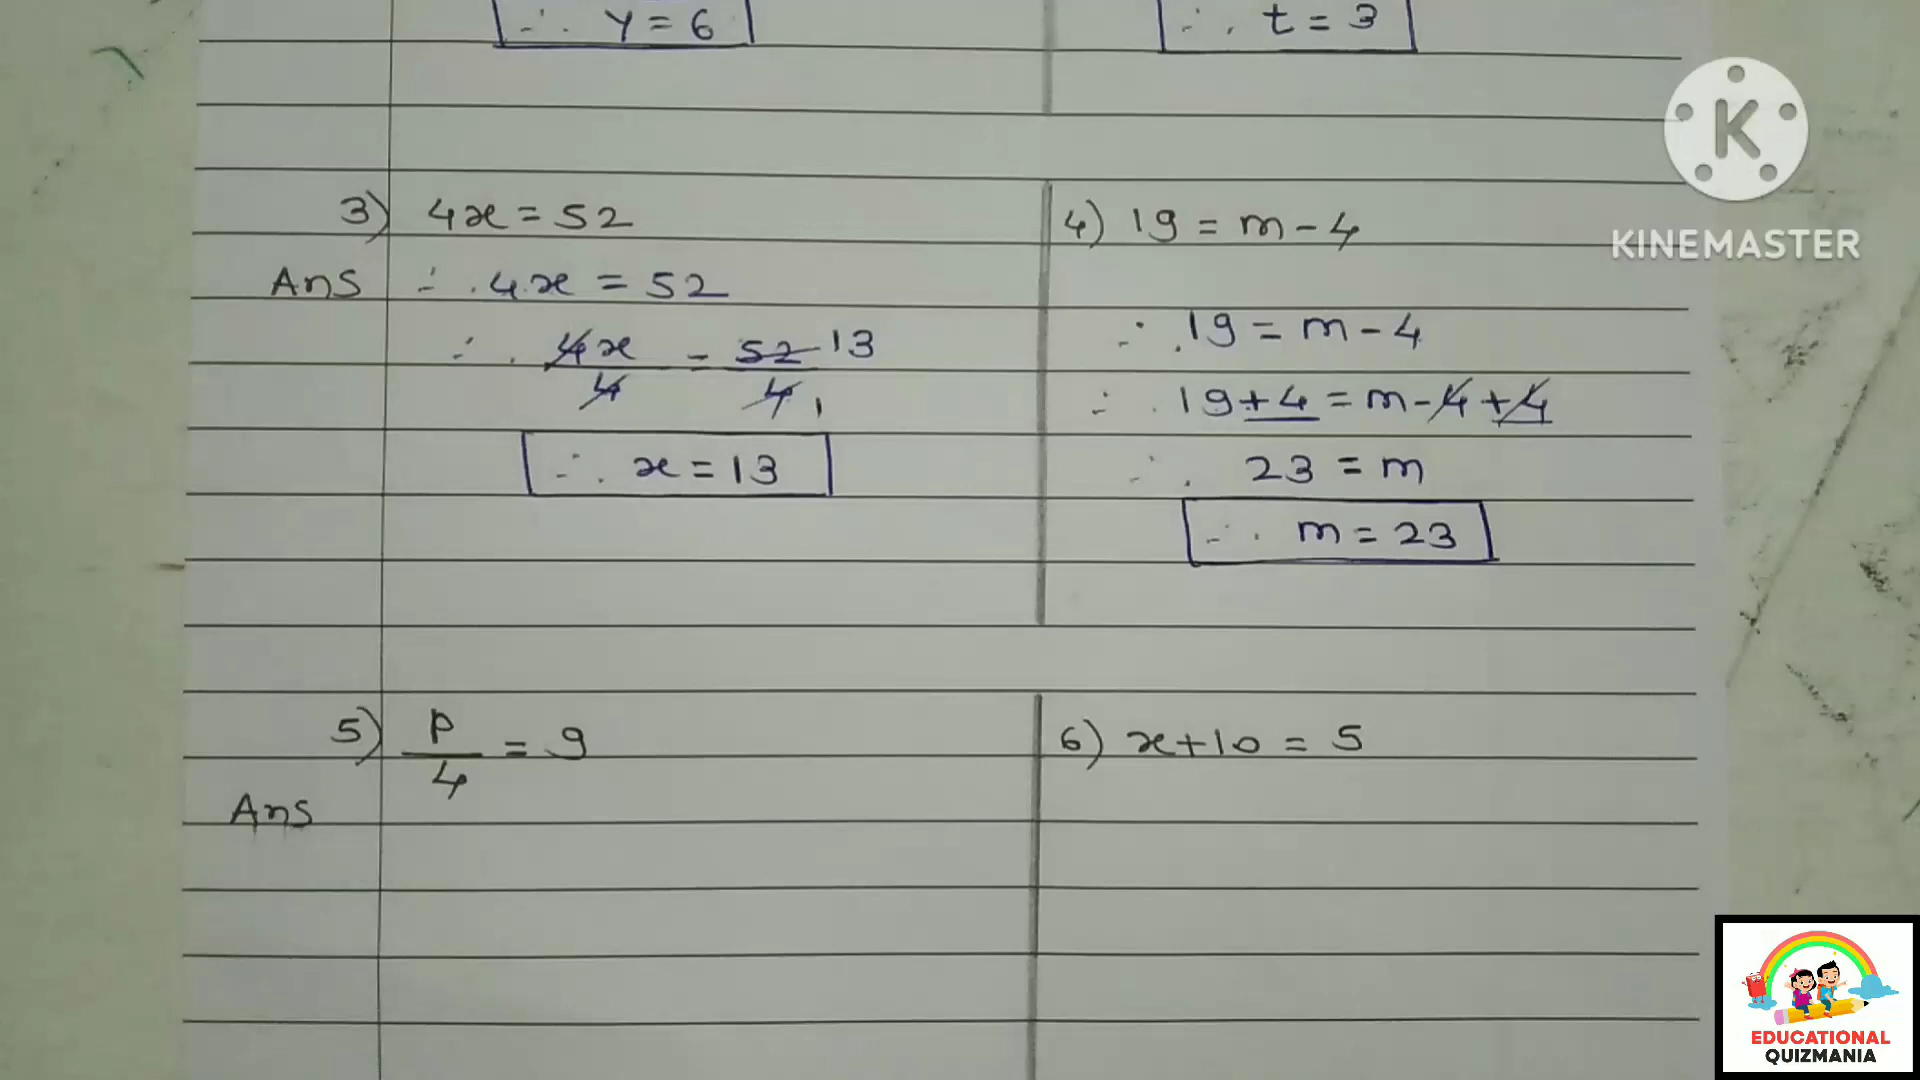 ∴ y = 6
∴ t = 3
3) 4x = 52
Ans ∴ 4x = 52
∴ 4x/4 = 52/4 13 1
∴ x = 13
4) 19 = m - 4
∴ 19 = m - 4
∴ 19 + 4 = m - 4 + 4
∴ 23 = m
∴ m = 23
5) P/4 = 9
Ans
6) x + 10 = 5
K
KINEMASTER
EDUCATIONAL
QUIZMANIA